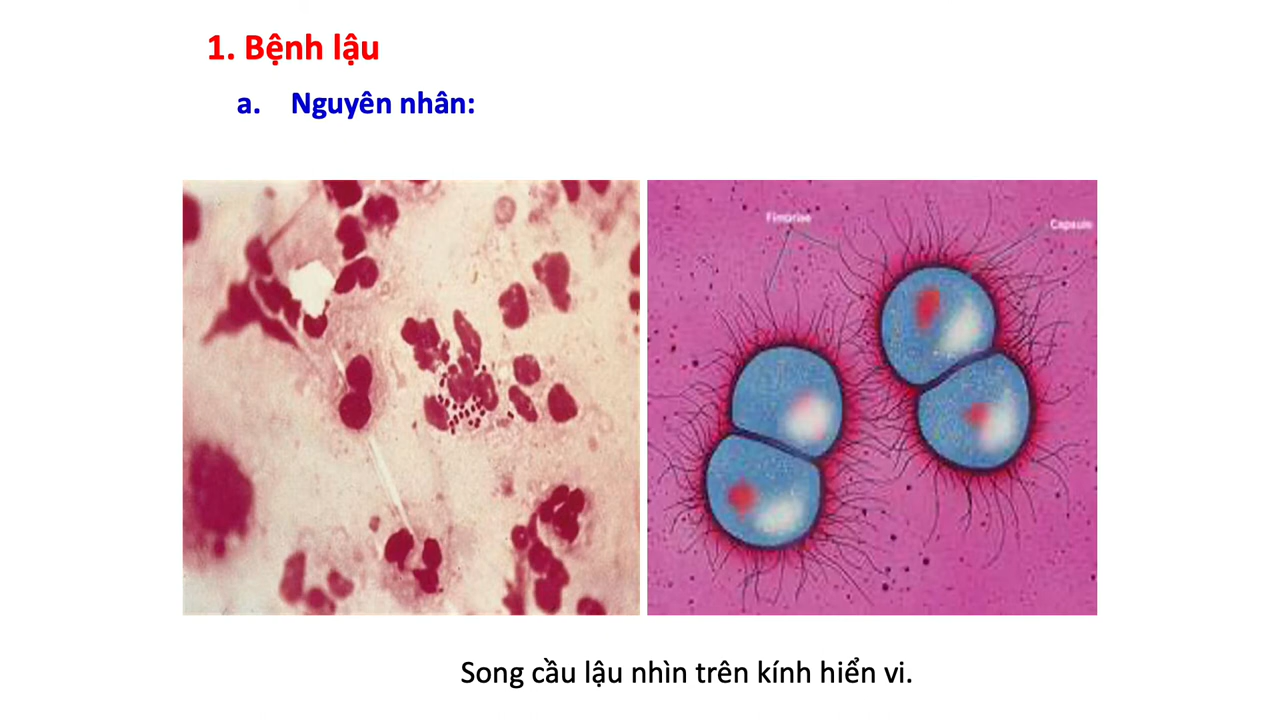 1. Bệnh lậu
a. Nguyên nhân:
Fimbriae
Capsule
Song cầu lậu nhìn trên kính hiển vi.